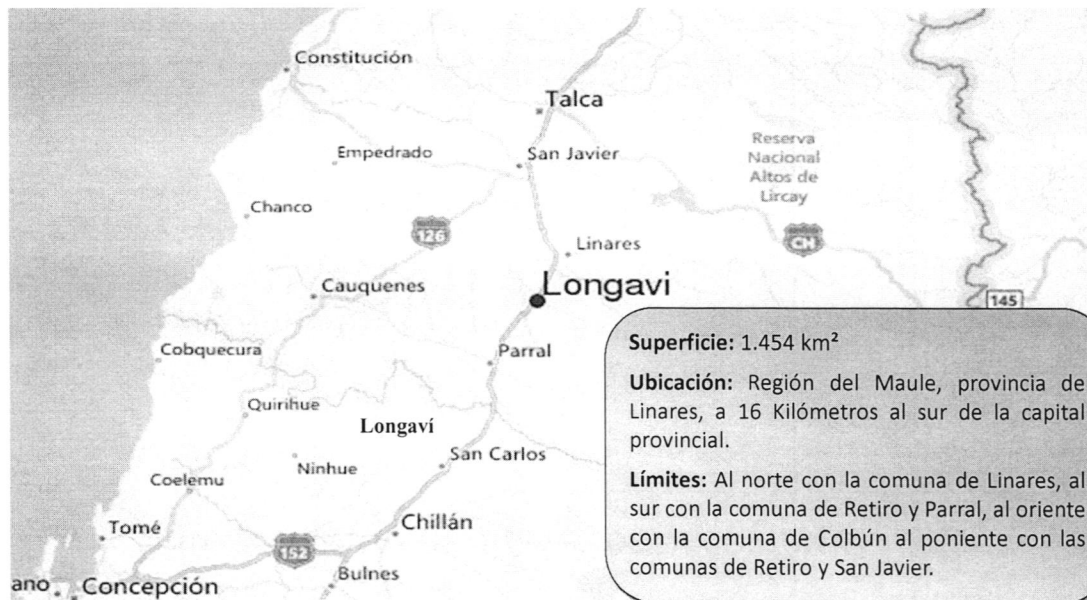 Constitución
Talca
Empedrado
San Javier
Reserva
Nacional
Altos de
Lircay
Chanco
126
CH
Linares
Longavi
Cauquenes
145
Cobquecura
Parral
Quirihue
Longaví
Ninhue
San Carlos
Coelemu
Tomé
Chillán
152
Bulnes
ano
Concepción
Superficie: 1.454 km²
Ubicación: Región del Maule, provincia de
Linares, a 16 Kilómetros al sur de la capital
provincial.
Límites: Al norte con la comuna de Linares, al
sur con la comuna de Retiro y Parral, al oriente
con la comuna de Colbún al poniente con las
comunas de Retiro y San Javier.